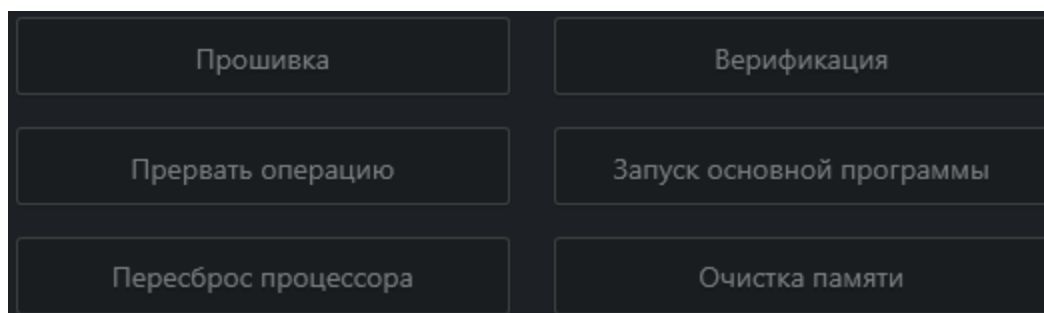 Прошивка
Верификация
Прервать операцию
Запуск основной программы
Пересброс процессора
Очистка памяти